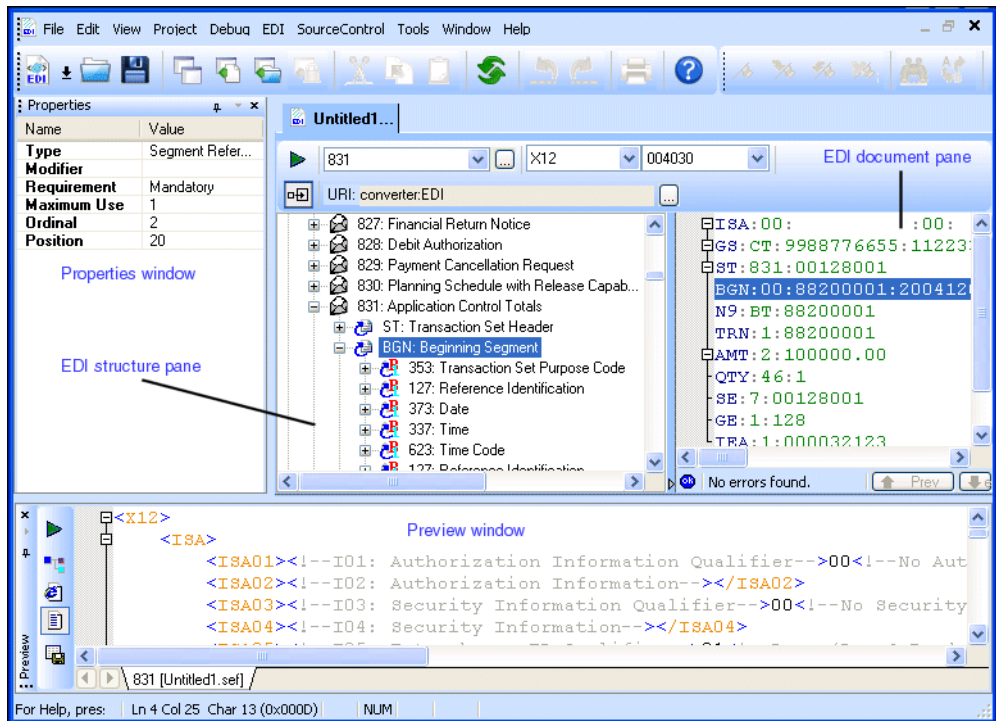 File Edit View Project Debug EDI SourceControl Tools Window Help
EDI
Properties
Name Value
Type Segment Refer...
Modifier
Requirement Mandatory
Maximum Use 1
Ordinal 2
Position 20
Properties window
EDI structure pane
Untitled1...
831 ... X12 004030
EDI document pane
URI: converter:EDI ...
827: Financial Return Notice
828: Debit Authorization
829: Payment Cancellation Request
830: Planning Schedule with Release Capab...
831: Application Control Totals
ST: Transaction Set Header
BGN: Beginning Segment
353: Transaction Set Purpose Code
127: Reference Identification
373: Date
337: Time
623: Time Code
127: Reference Identification
ISA:00: :00:
GS:CT:9988776655:11223
ST:831:00128001
BGN:00:88200001:200412
N9:BT:88200001
TRN:1:88200001
AMT:2:100000.00
QTY:46:1
SE:7:00128001
GE:1:128
IEA:1:000032123
ok No errors found. Prev
Preview window
<X12>
<ISA>
<ISA01><!--I01: Authorization Information Qualifier-->00<!--No Aut
<ISA02><!--I02: Authorization Information--></ISA02>
<ISA03><!--I03: Security Information Qualifier-->00<!--No Security
<ISA04><!--I04: Security Information--></ISA04>
Preview ...
831 [Untitled1.sef]
For Help, pres: Ln 4 Col 25 Char 13 (0x000D) NUM